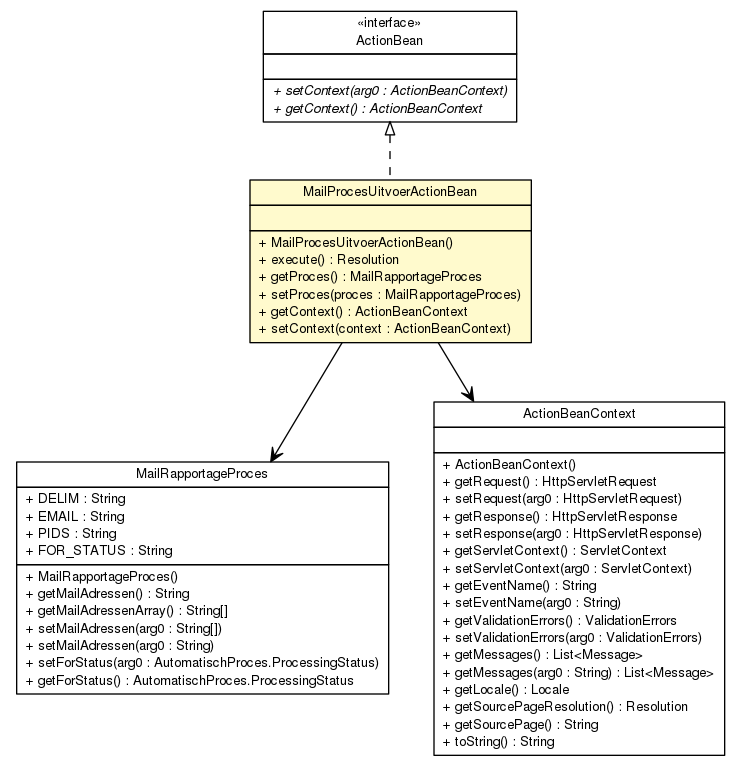 «interface»
ActionBean
+ setContext(arg0 : ActionBeanContext)
+ getContext() : ActionBeanContext
MailProcesUitvoerActionBean
+ MailProcesUitvoerActionBean()
+ execute() : Resolution
+ getProces() : MailRapportageProces
+ setProces(proces : MailRapportageProces)
+ getContext() : ActionBeanContext
+ setContext(context : ActionBeanContext)
MailRapportageProces
+ DELIM : String
+ EMAIL : String
+ PIDS : String
+ FOR_STATUS : String
+ MailRapportageProces()
+ getMailAdressen() : String
+ getMailAdressenArray() : String[]
+ setMailAdressen(arg0 : String[])
+ setMailAdressen(arg0 : String)
+ setForStatus(arg0 : AutomatischProces.ProcessingStatus)
+ getForStatus() : AutomatischProces.ProcessingStatus
ActionBeanContext
+ ActionBeanContext()
+ getRequest() : HttpServletRequest
+ setRequest(arg0 : HttpServletRequest)
+ getResponse() : HttpServletResponse
+ setResponse(arg0 : HttpServletResponse)
+ getServletContext() : ServletContext
+ setServletContext(arg0 : ServletContext)
+ getEventName() : String
+ setEventName(arg0 : String)
+ getValidationErrors() : ValidationErrors
+ setValidationErrors(arg0 : ValidationErrors)
+ getMessages() : List<Message>
+ getMessages(arg0 : String) : List<Message>
+ getLocale() : Locale
+ getSourcePageResolution() : Resolution
+ getSourcePage() : String
+ toString() : String